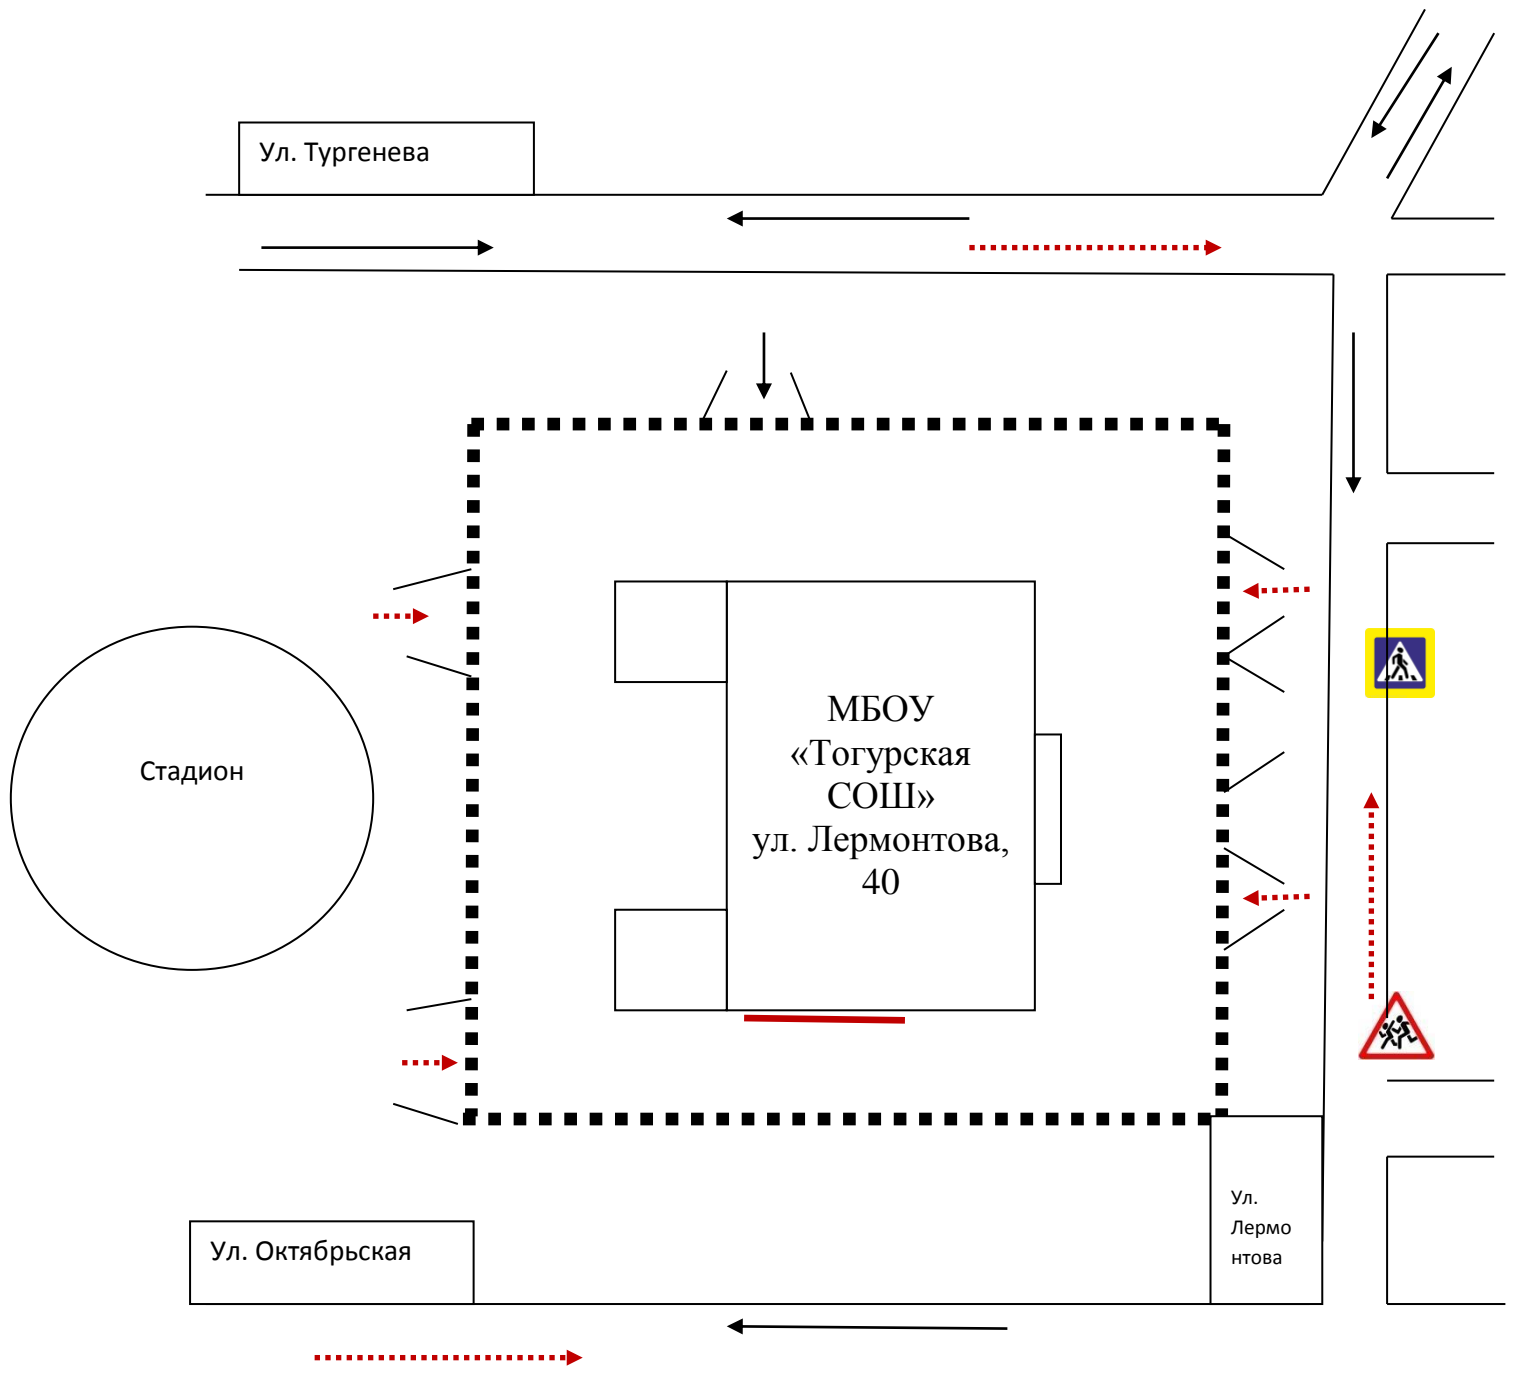 Ул. Тургенева
Стадион
МБОУ
«Тогурская
СОШ»
ул. Лермонтова,
40
Ул. Октябрьская
Ул.
Лермо
нтова